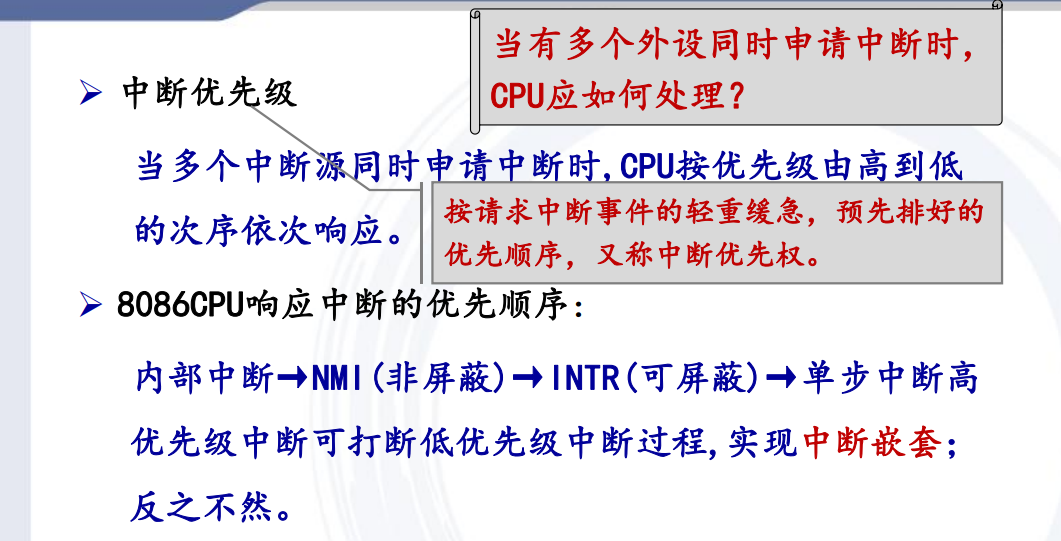 当有多个外设同时申请中断时，
CPU应如何处理？
中断优先级
当多个中断源同时申请中断时,CPU按优先级由高到低
的次序依次响应。
按请求中断事件的轻重缓急，预先排好的
优先顺序，又称中断优先权。
8086CPU响应中断的优先顺序：
内部中断→NMI(非屏蔽)→INTR(可屏蔽)→单步中断高
优先级中断可打断低优先级中断过程,实现中断嵌套；
反之不然。